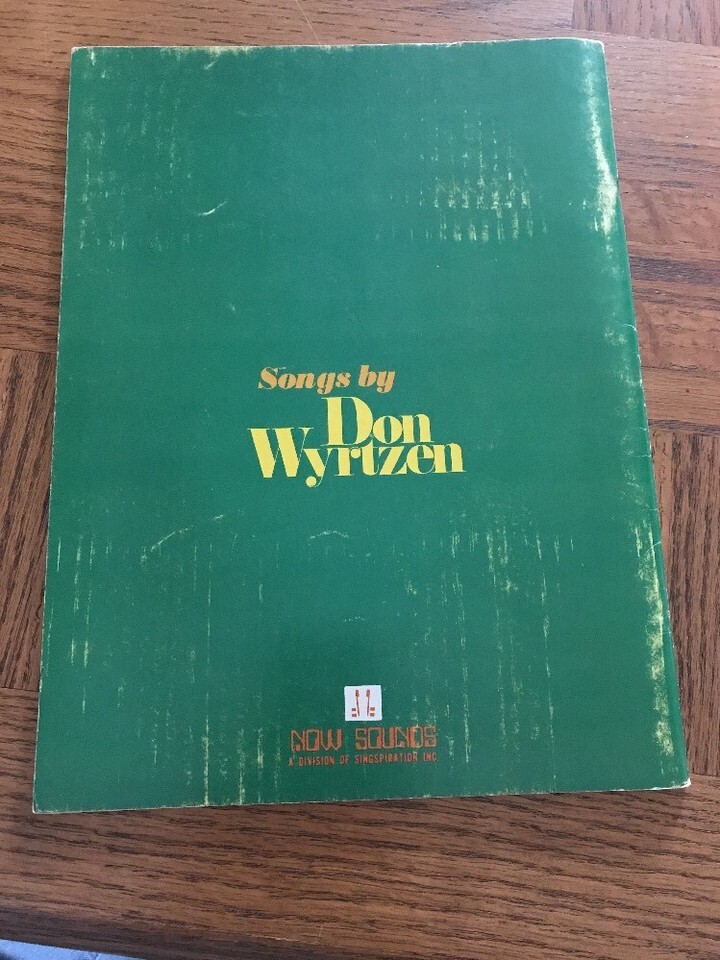 Songs by
Don
Wyrtzen
NOW SOUNDS
A DIVISION OF SINGSPIRATION INC.